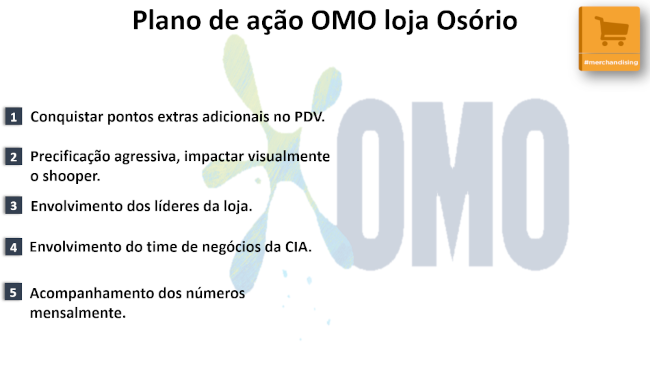 Plano de ação OMO loja Osório
#merchandising
1 Conquistar pontos extras adicionais no PDV.
2 Precificação agressiva, impactar visualmente
o shooper.
3 Envolvimento dos líderes da loja.
4 Envolvimento do time de negócios da CIA.
5 Acompanhamento dos números
mensalmente.
OMO